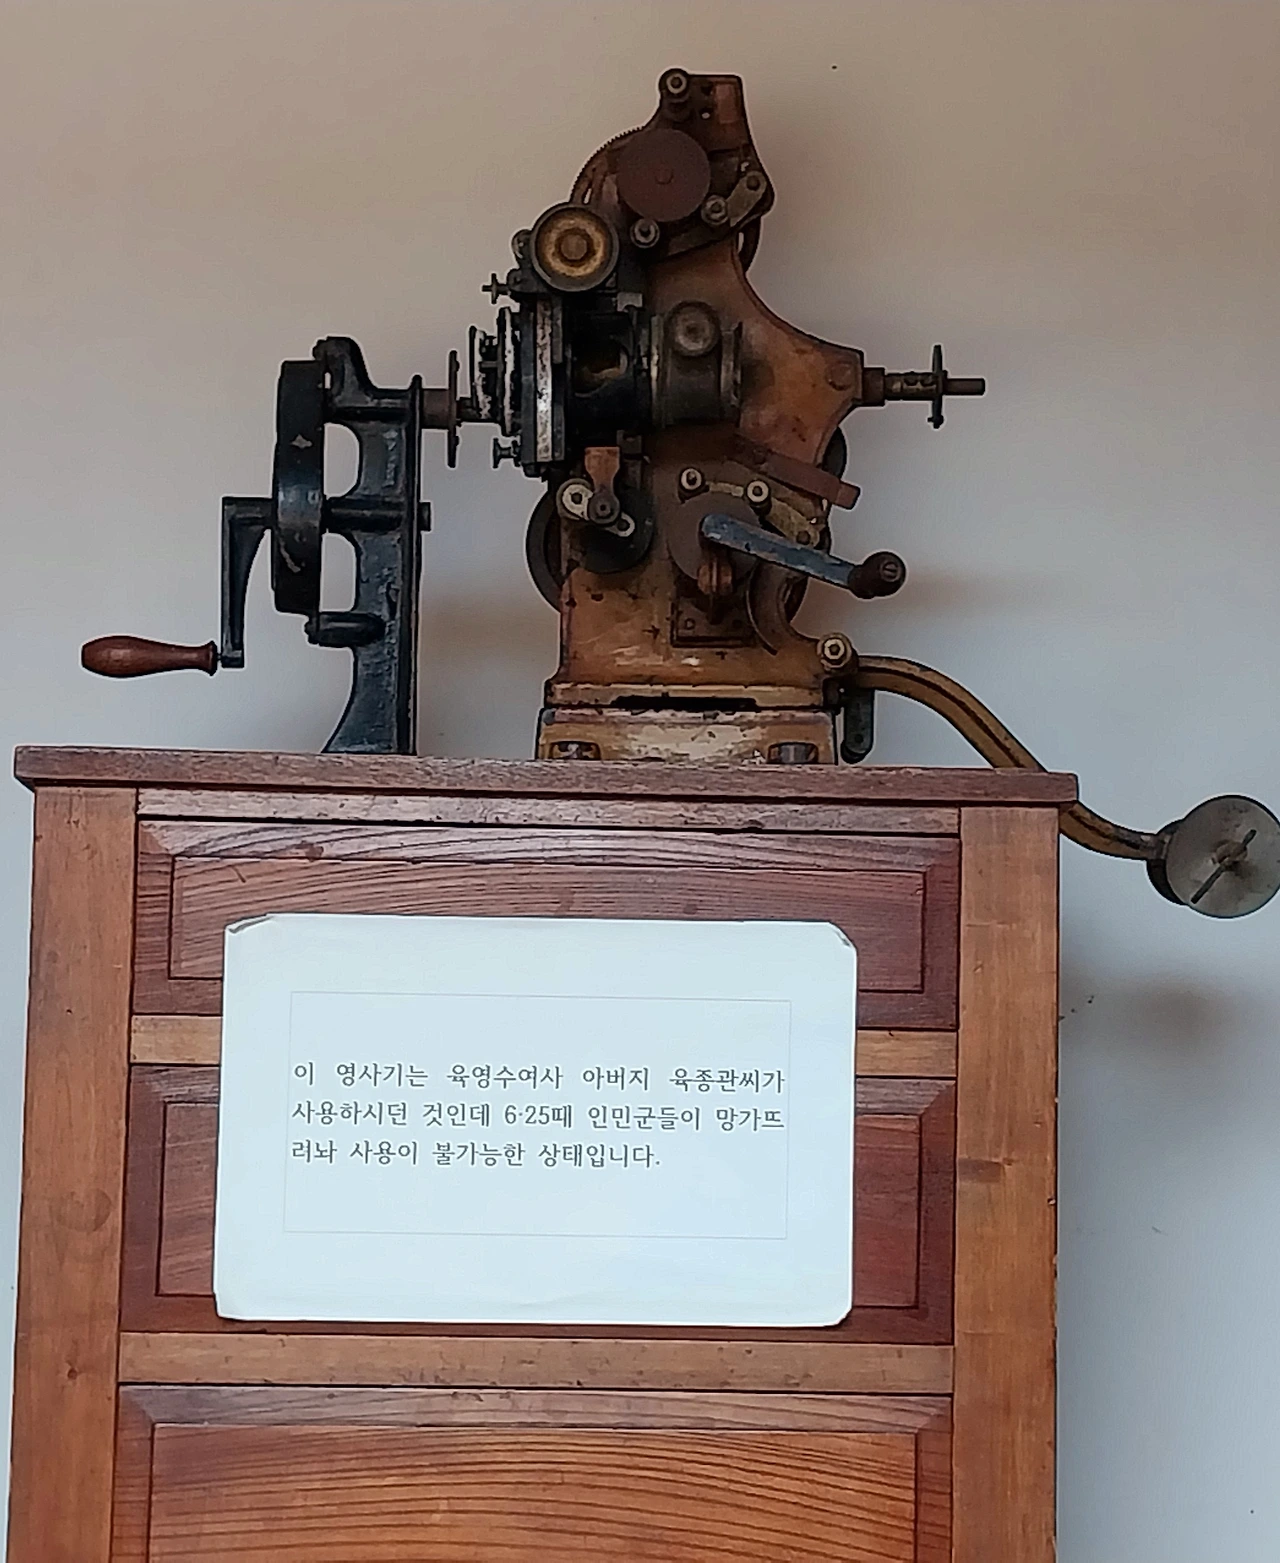 이 영사기는 육영수여사 아버지 육종관씨가
사용하시던 것인데 6·25때 인민군들이 망가뜨
려놔 사용이 불가능한 상태입니다.